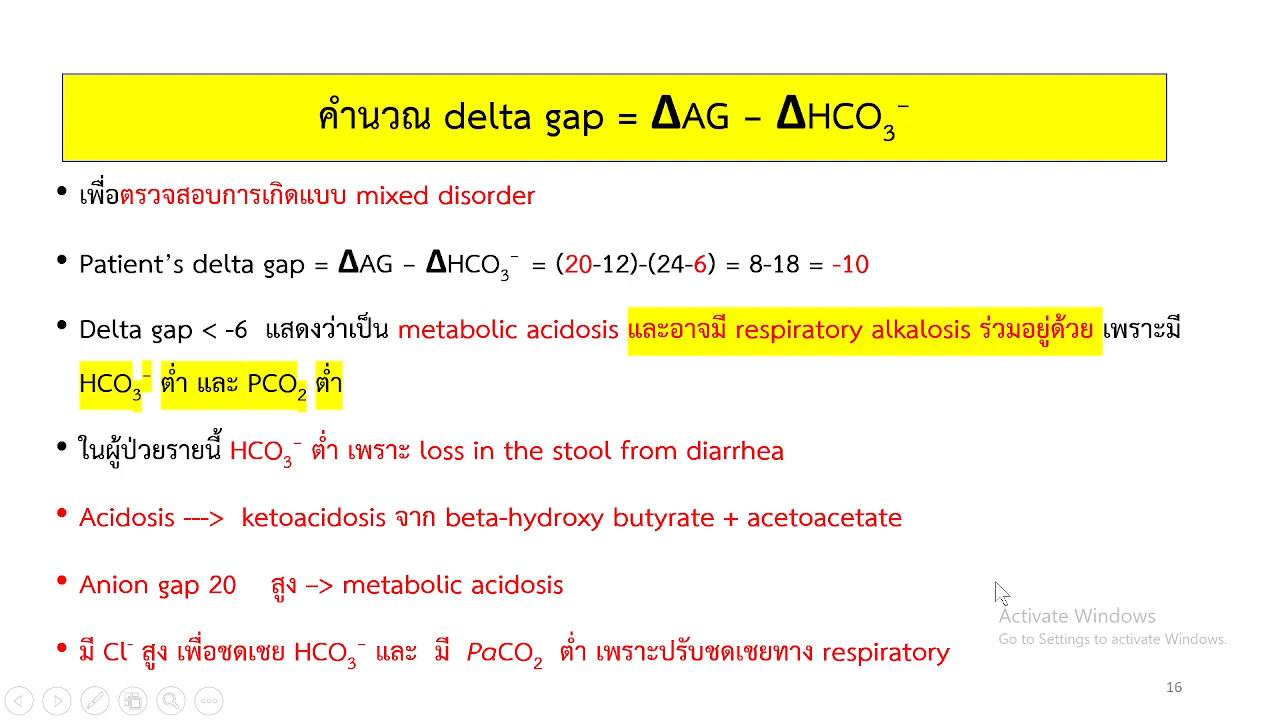 คำนวณ delta gap = ΔAG – ΔHCO₃⁻
• เพื่อตรวจสอบการเกิดแบบ mixed disorder
• Patient’s delta gap = ΔAG – ΔHCO₃⁻ = (20-12)-(24-6) = 8-18 = -10
• Delta gap < -6 แสดงว่าเป็น metabolic acidosis และอาจมี respiratory alkalosis ร่วมอยู่ด้วย เพราะมี
HCO₃⁻ ต่ำ และ PCO₂ ต่ำ
• ในผู้ป่วยรายนี้ HCO₃⁻ ต่ำ เพราะ loss in the stool from diarrhea
• Acidosis ---> ketoacidosis จาก beta-hydroxy butyrate + acetoacetate
• Anion gap 20 สูง –> metabolic acidosis
• มี Cl⁻ สูง เพื่อชดเชย HCO₃⁻ และ มี PaCO₂ ต่ำ เพราะปรับชดเชยทาง respiratory
Activate Windows
Go to Settings to activate Windows.
16